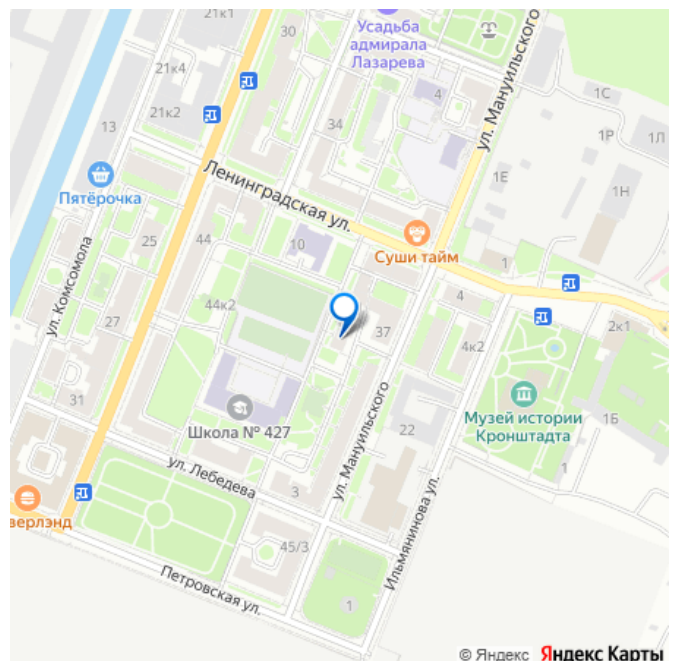 21к1
30
Усадьба
адмирала
Лазарева
ул. Мануильского
21к4
4
1С
21к2
13
34
1Р
1Л
Пятёрочка
Ленинградская ул.
1Е
1Н
25
44
10
Суши тайм
1
ул. Комсомола
44к2
4
27
37
4к2
2к1
31
Школа № 427
Музей истории
Кронштадта
1Б
22
ул. Мануильского
ул. Лебедева
3
1
верлэнд
45/3
Ильмянинова ул.
Петровская ул.
1
© Яндекс Яндекс Карты